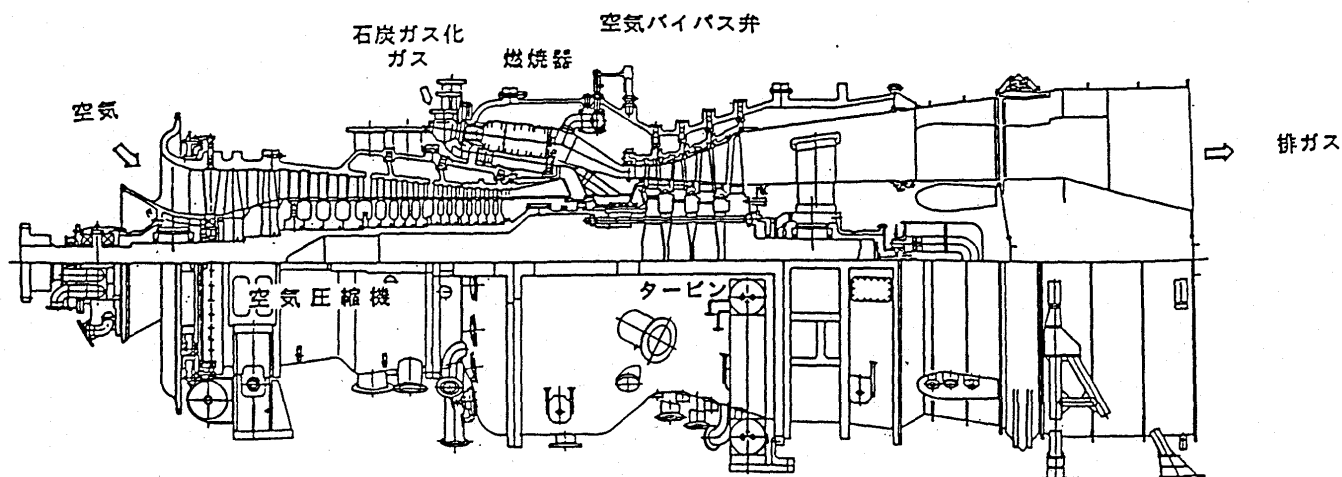 空気バイパス弁
石炭ガス化
ガス
燃焼器
空気
排ガス
空気圧縮機
タービン